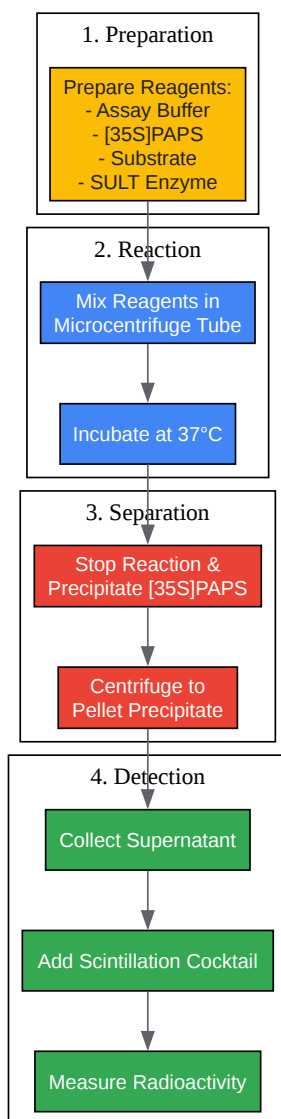 1. Preparation
Prepare Reagents:
- Assay Buffer
- [35S]PAPS
- Substrate
- SULT Enzyme
2. Reaction
Mix Reagents in
Microcentrifuge Tube
Incubate at 37°C
3. Separation
Stop Reaction &
Precipitate [35S]PAPS
Centrifuge to
Pellet Precipitate
4. Detection
Collect Supernatant
Add Scintillation Cocktail
Measure Radioactivity